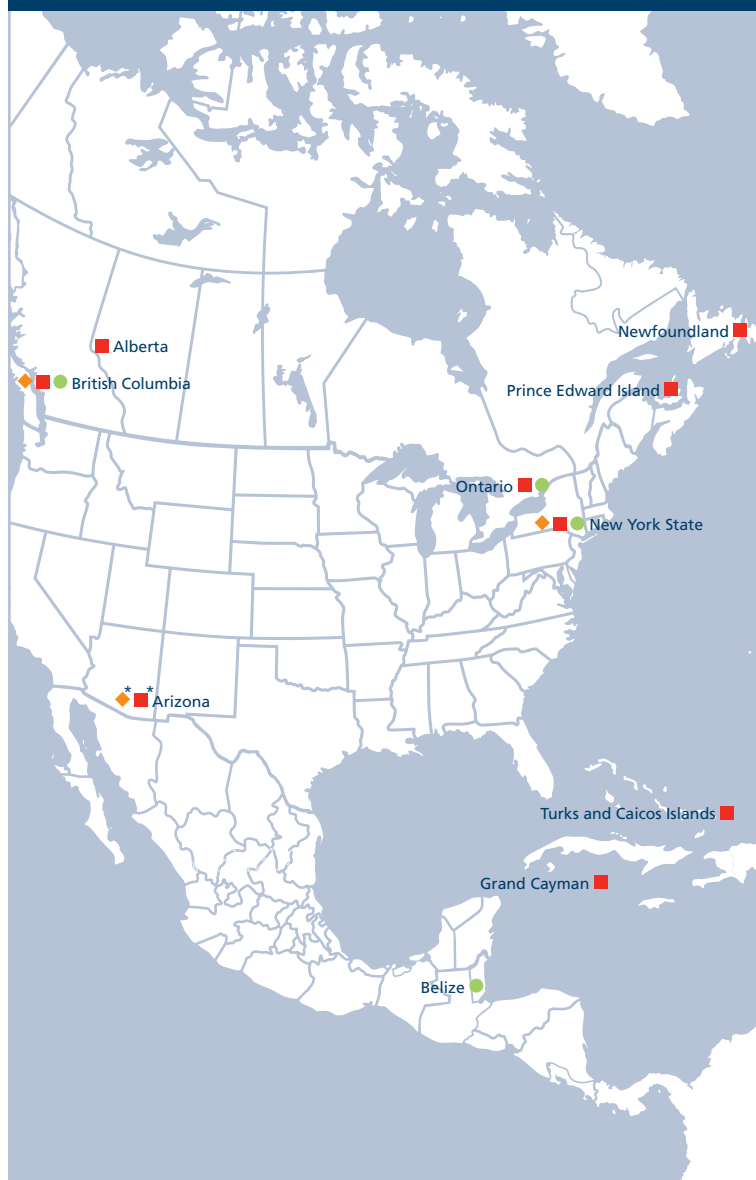 Newfoundland
Alberta
British Columbia
Prince Edward Island
Ontario
New York State
* *
Arizona
Turks and Caicos Islands
Grand Cayman
Belize